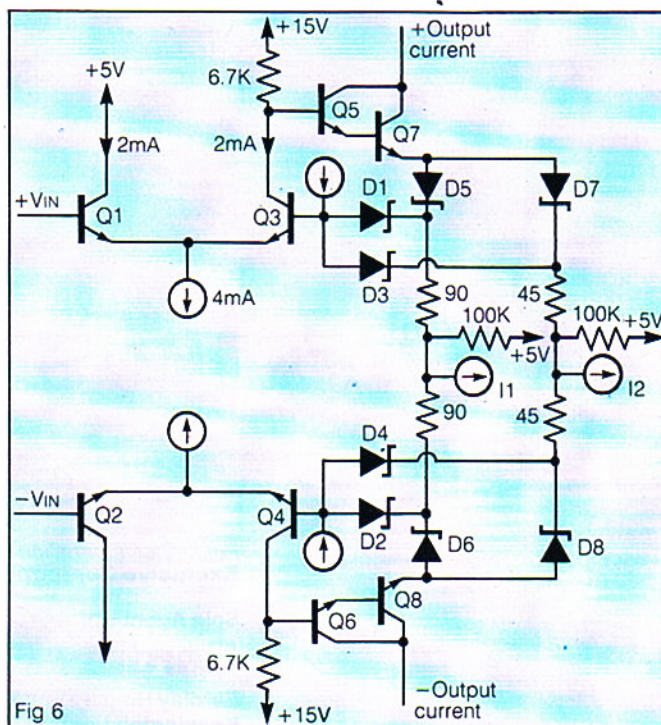 +15V
+Output
current
+5V
6.7K
Q5
Q7
2mA
2mA
D1
D5
D7
+VIN
Q1
Q3
D3
4mA
90
45
100K
100K
+5V
+5V
I1
I2
90
45
D4
-VIN
Q2
Q4
D2
D6
D8
Q8
Q6
6.7K
-Output
current
+15V
Fig 6